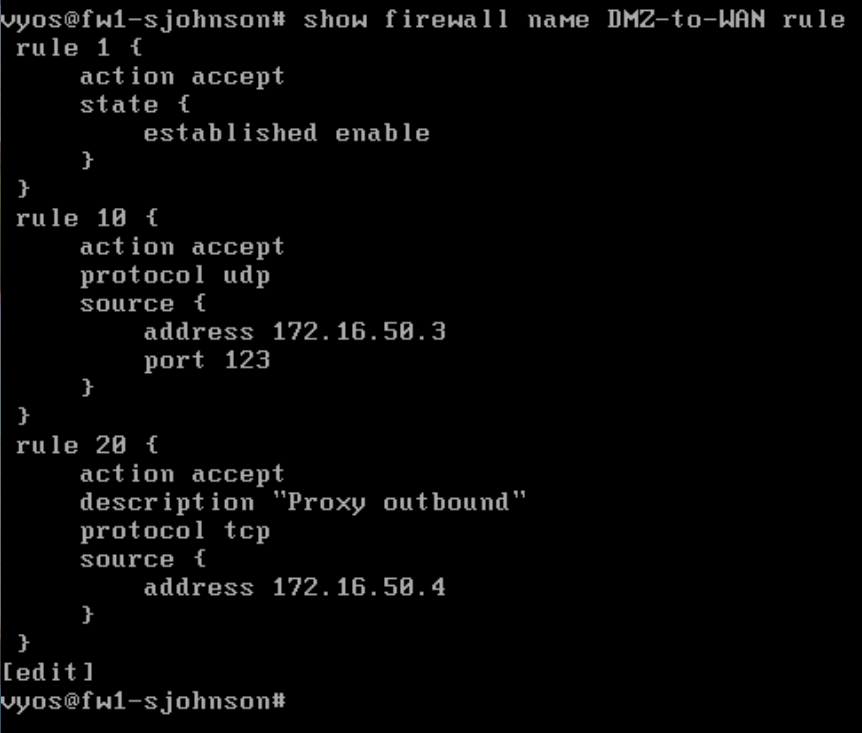 vyos@fw1-sjohnson# show firewall name DMZ-to-WAN rule
rule 1 {
action accept
state {
established enable
}
}
rule 10 {
action accept
protocol udp
source {
address 172.16.50.3
port 123
}
}
rule 20 {
action accept
description "Proxy outbound"
protocol tcp
source {
address 172.16.50.4
}
}
[edit]
vyos@fw1-sjohnson#